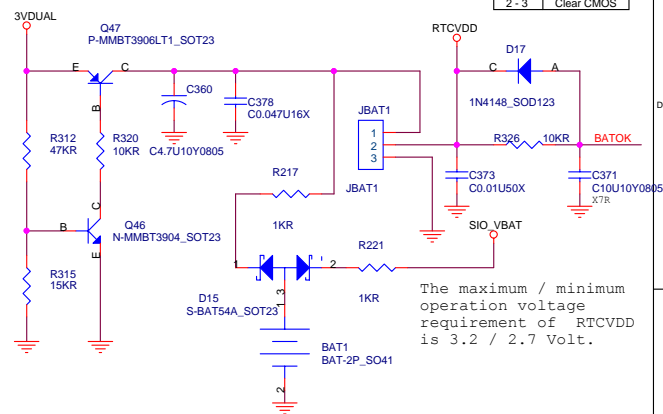 2 - 3 Clear CMOS
3VDUAL
Q47
P-MMBT3906LT1_SOT23
E
C
B
C360
C4.7U10Y0805
C378
C0.047U16X
R312
47KR
R320
10KR
C
B
E
Q46
N-MMBT3904_SOT23
R315
15KR
R217
1KR
JBAT1
1
2
3
JBAT1
RTCVDD
D17
C
A
1N4148_SOD123
R326
10KR
BATOK
C373
C0.01U50X
C371
C10U10Y0805
X7R
SIO_VBAT
R221
1KR
1
2
3
D15
S-BAT54A_SOT23
1
BAT1
BAT-2P_SO41
2
The maximum / minimum
operation voltage
requirement of RTCVDD
is 3.2 / 2.7 Volt.
D